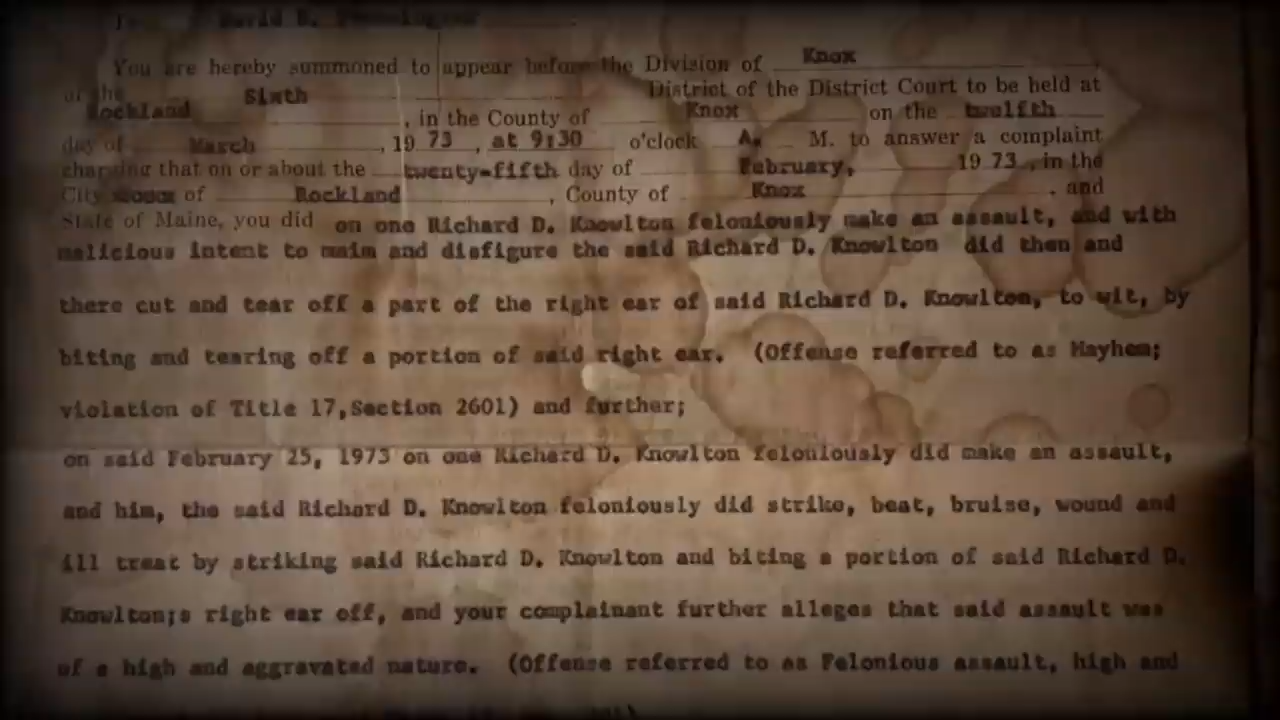 David
You are hereby summoned to appear before the Division of Knox
or the Sixth District of the District Court to be held at
Rockland, in the County of Knox on the twelfth
day of March, 19 73, at 9:30 o'clock A. M. to answer a complaint
charging that on or about the twenty-fifth day of February, 19 73, in the
City of Rockland, County of Knox, and
State of Maine, you did on one Richard D. Knowlton feloniously make an assault, and with
malicious intent to maim and disfigure the said Richard D. Knowlton did then and
there cut and tear off a part of the right ear of said Richard D. Knowlton, to wit, by
biting and tearing off a portion of said right ear. (Offense referred to as Mayhem;
violation of Title 17,Section 2601) and further;
on said February 25, 1973 on one Richard D. Knowlton feloniously did make an assault,
and him, the said Richard D. Knowlton feloniously did strike, beat, bruise, wound and
ill treat by striking said Richard D. Knowlton and biting a portion of said Richard D.
Knowlton;s right ear off, and your complainant further alleges that said assault was
of a high and aggravated nature. (Offense referred to as Felonious assault, high and